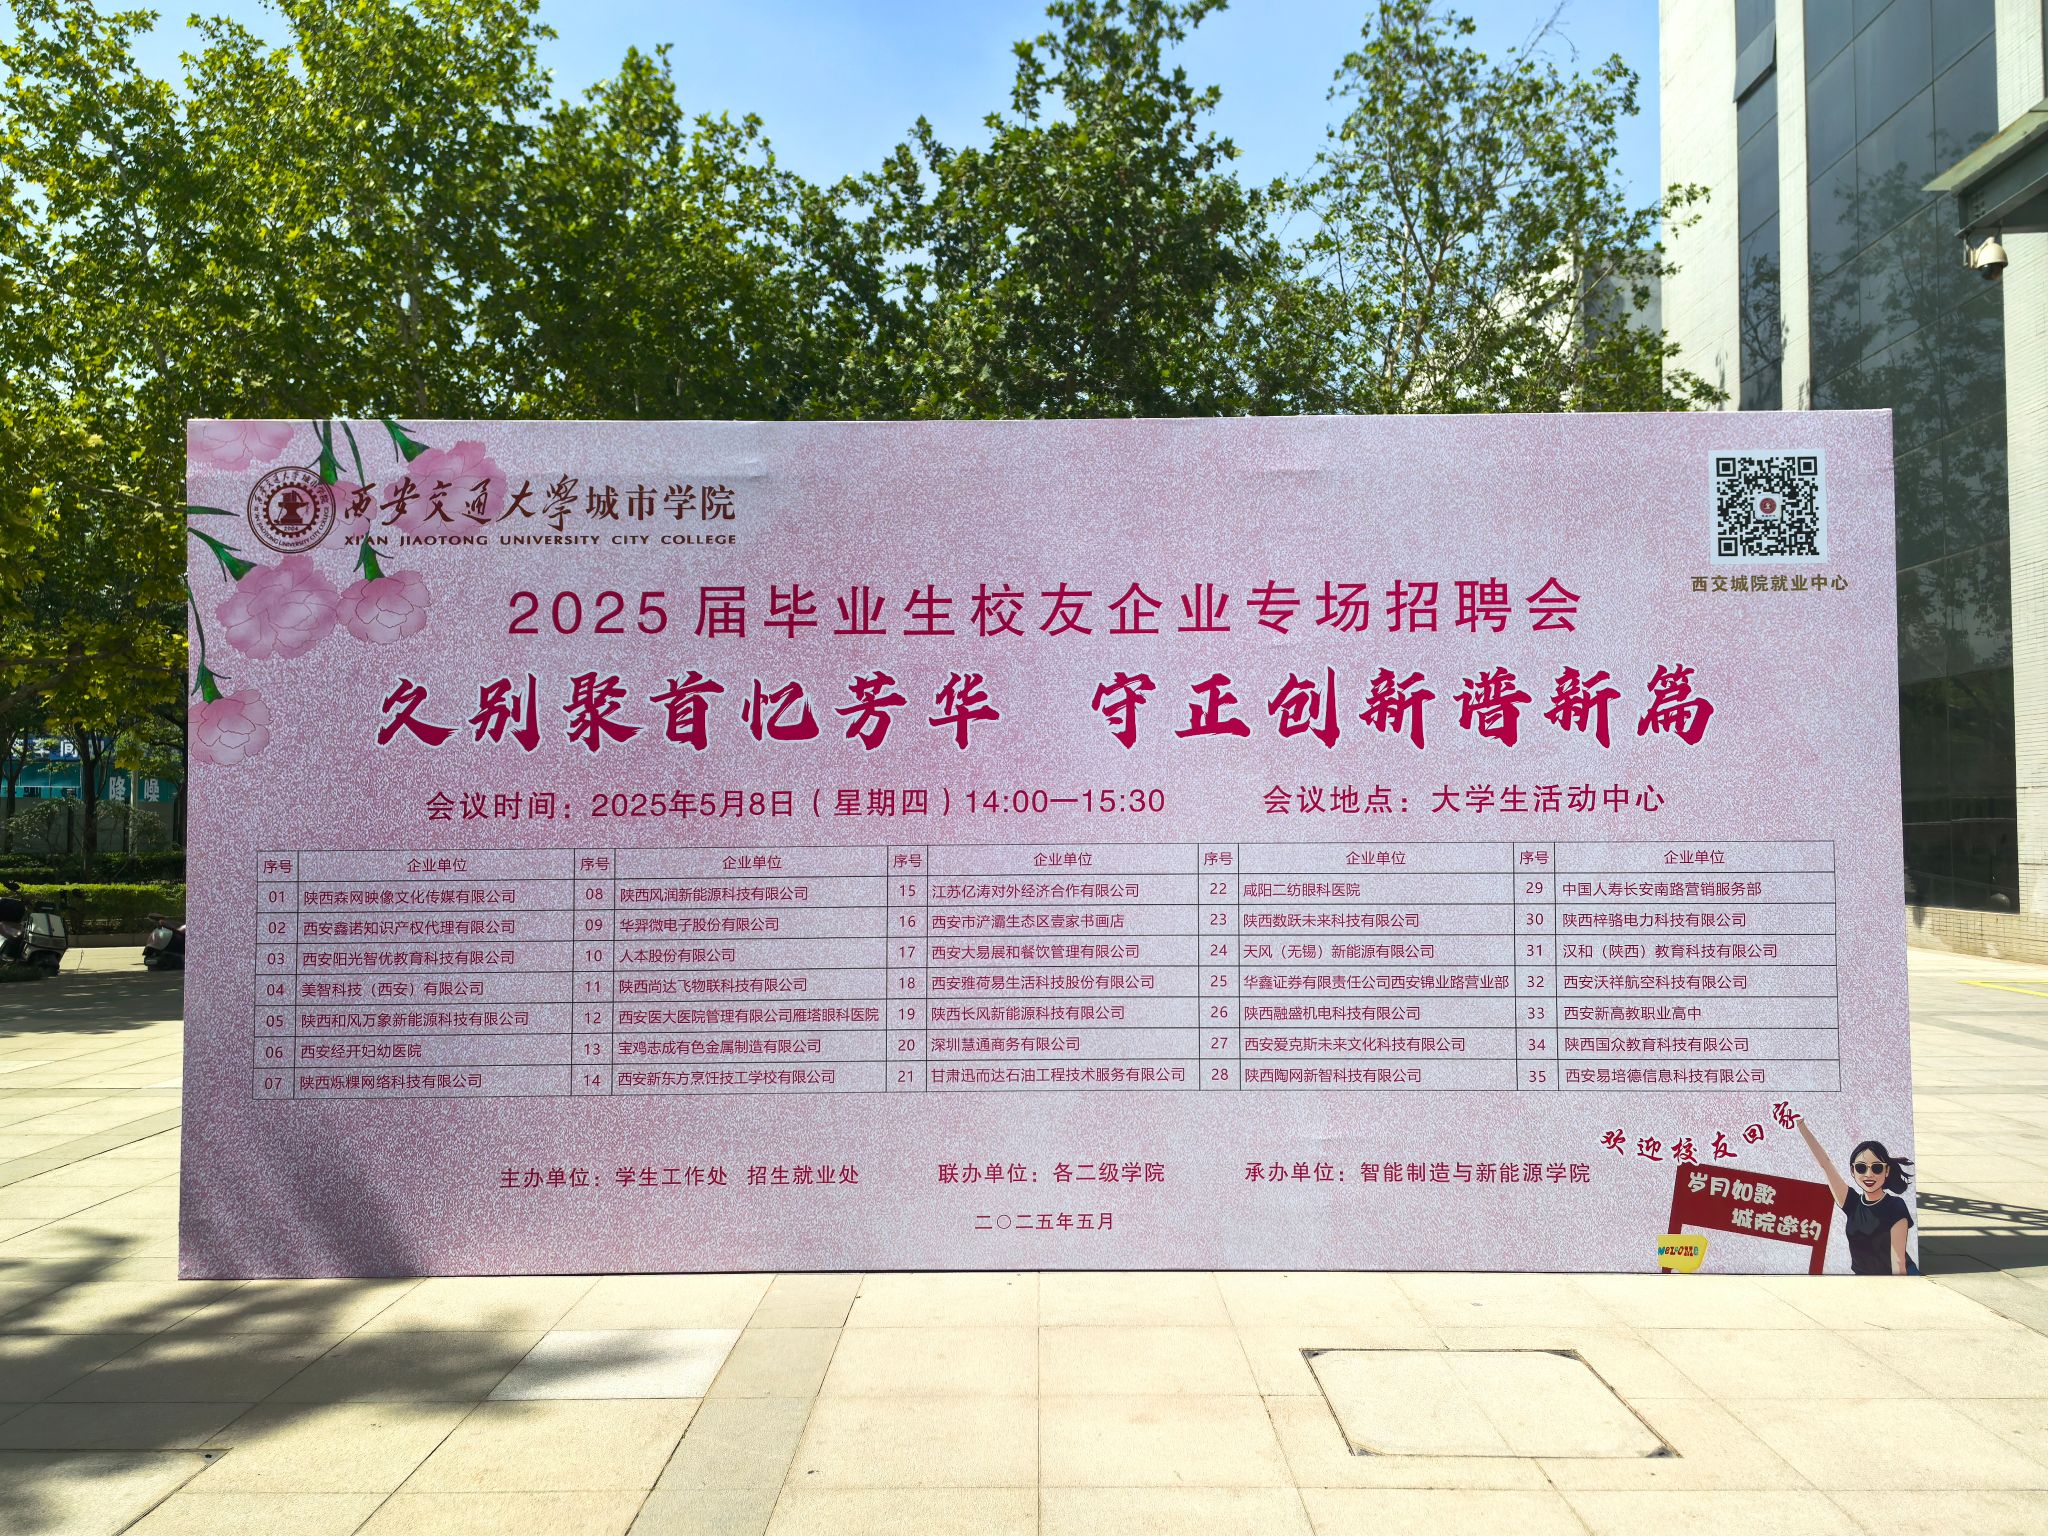 西安交通大学城市学院
XI'AN JIAOTONG UNIVERSITY CITY COLLEGE
西交城院就业中心
2025届毕业生校友企业专场招聘会
久别聚首忆芳华 守正创新谱新篇
会议时间：2025年5月8日（星期四）14:00—15:30 会议地点：大学生活动中心
序号 企业单位 序号 企业单位 序号 企业单位 序号 企业单位 序号 企业单位
01 陕西森网映像文化传媒有限公司 08 陕西风润新能源科技有限公司 15 江苏亿涛对外经济合作有限公司 22 咸阳二纺眼科医院 29 中国人寿长安南路营销服务部
02 西安鑫诺知识产权代理有限公司 09 华羿微电子股份有限公司 16 西安市浐灞生态区壹家书画店 23 陕西数跃未来科技有限公司 30 陕西梓骆电力科技有限公司
03 西安阳光智优教育科技有限公司 10 人本股份有限公司 17 西安大易展和餐饮管理有限公司 24 天风（无锡）新能源有限公司 31 汉和（陕西）教育科技有限公司
04 美智科技（西安）有限公司 11 陕西尚达飞物联科技有限公司 18 西安雅荷易生活科技股份有限公司 25 华鑫证券有限责任公司西安锦业路营业部 32 西安沃祥航空科技有限公司
05 陕西和风万象新能源科技有限公司 12 西安医大医院管理有限公司雁塔眼科医院 19 陕西长风新能源科技有限公司 26 陕西融盛机电科技有限公司 33 西安新高教职业高中
06 西安经开妇幼医院 13 宝鸡志成有色金属制造有限公司 20 深圳慧通商务有限公司 27 西安爱克斯未来文化科技有限公司 34 陕西国众教育科技有限公司
07 陕西烁粿网络科技有限公司 14 西安新东方烹饪技工学校有限公司 21 甘肃迅而达石油工程技术服务有限公司 28 陕西陶网新智科技有限公司 35 西安易培德信息科技有限公司
主办单位：学生工作处 招生就业处 联办单位：各二级学院 承办单位：智能制造与新能源学院
二〇二五年五月
欢迎校友回家
岁月如歌
城院邀约
WELCOME
车间
降噪